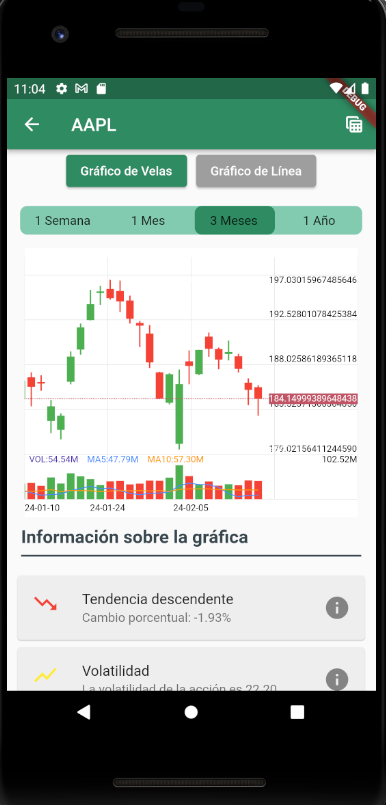 11:04
DEBUG
AAPL
Gráfico de Velas Gráfico de Línea
1 Semana 1 Mes 3 Meses 1 Año
197.03015967485646
192.52801078425384
188.02586189365118
184.14999389648438
179.02156411244590
VOL:54.54M MA5:47.79M MA10:57.30M 102.52M
24-01-10 24-01-24 24-02-05
Información sobre la gráfica
Tendencia descendente
Cambio porcentual: -1.93%
Volatilidad
La volatilidad de la acción es 22.20